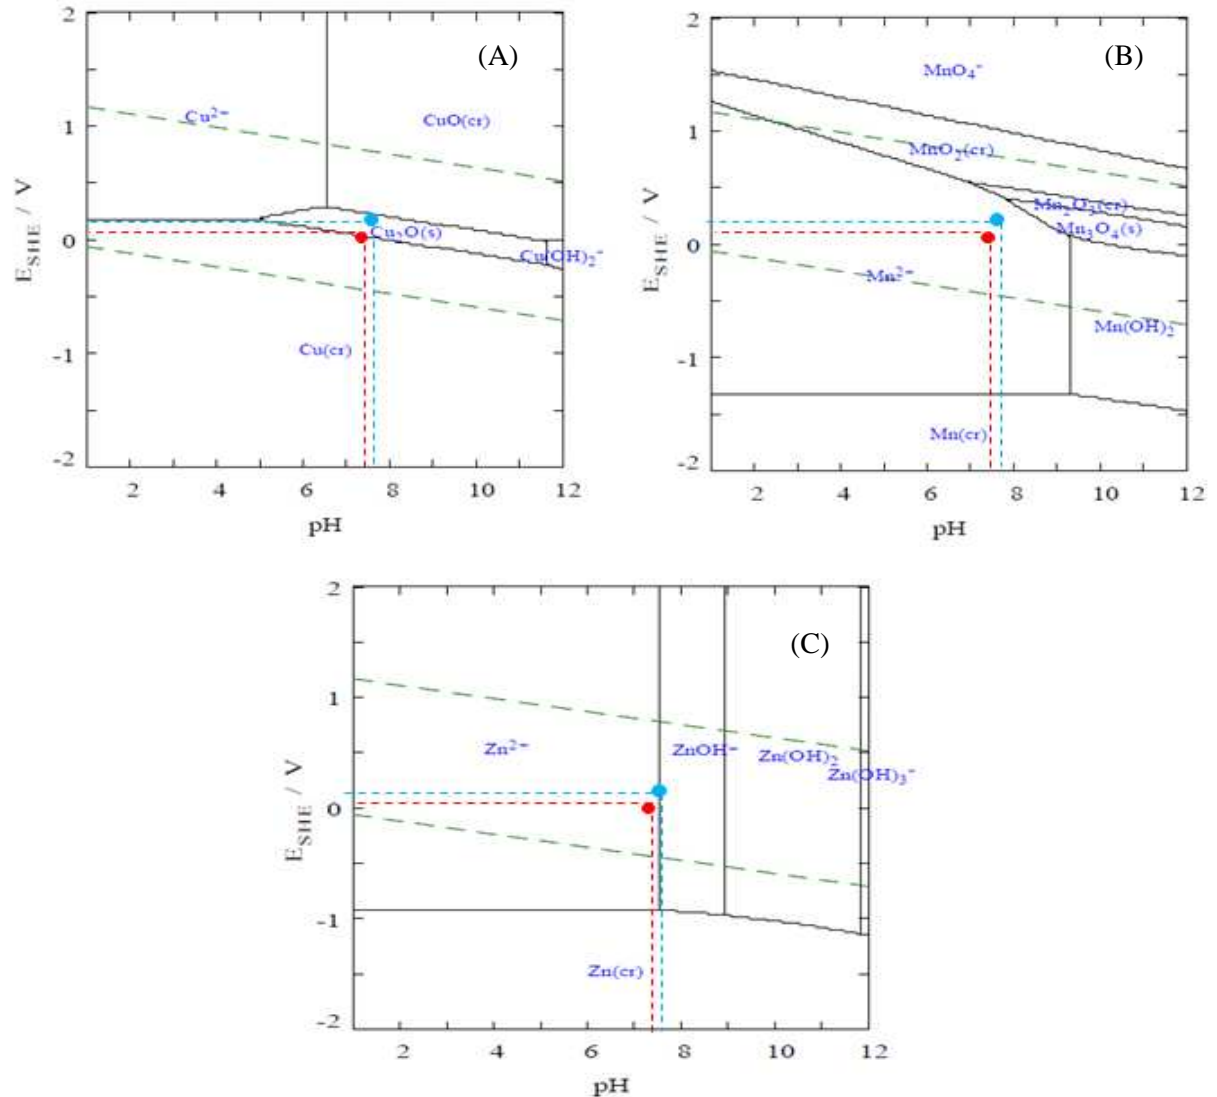 (A)
2
1
0
-1
-2
E_SHE / V
Cu²⁺
CuO(cr)
Cu₂O(s)
Cu(OH)₂⁻
Cu(cr)
2 4 6 8 10 12
pH
(B)
2
1
0
-1
-2
E_SHE / V
MnO₄⁻
MnO₂(cr)
Mn₂O₃(cr)
Mn₃O₄(s)
Mn²⁺
Mn(OH)₂
Mn(cr)
2 4 6 8 10 12
pH
(C)
2
1
0
-1
-2
E_SHE / V
Zn²⁺
ZnOH⁺
Zn(OH)₂
Zn(OH)₃⁻
Zn(cr)
2 4 6 8 10 12
pH